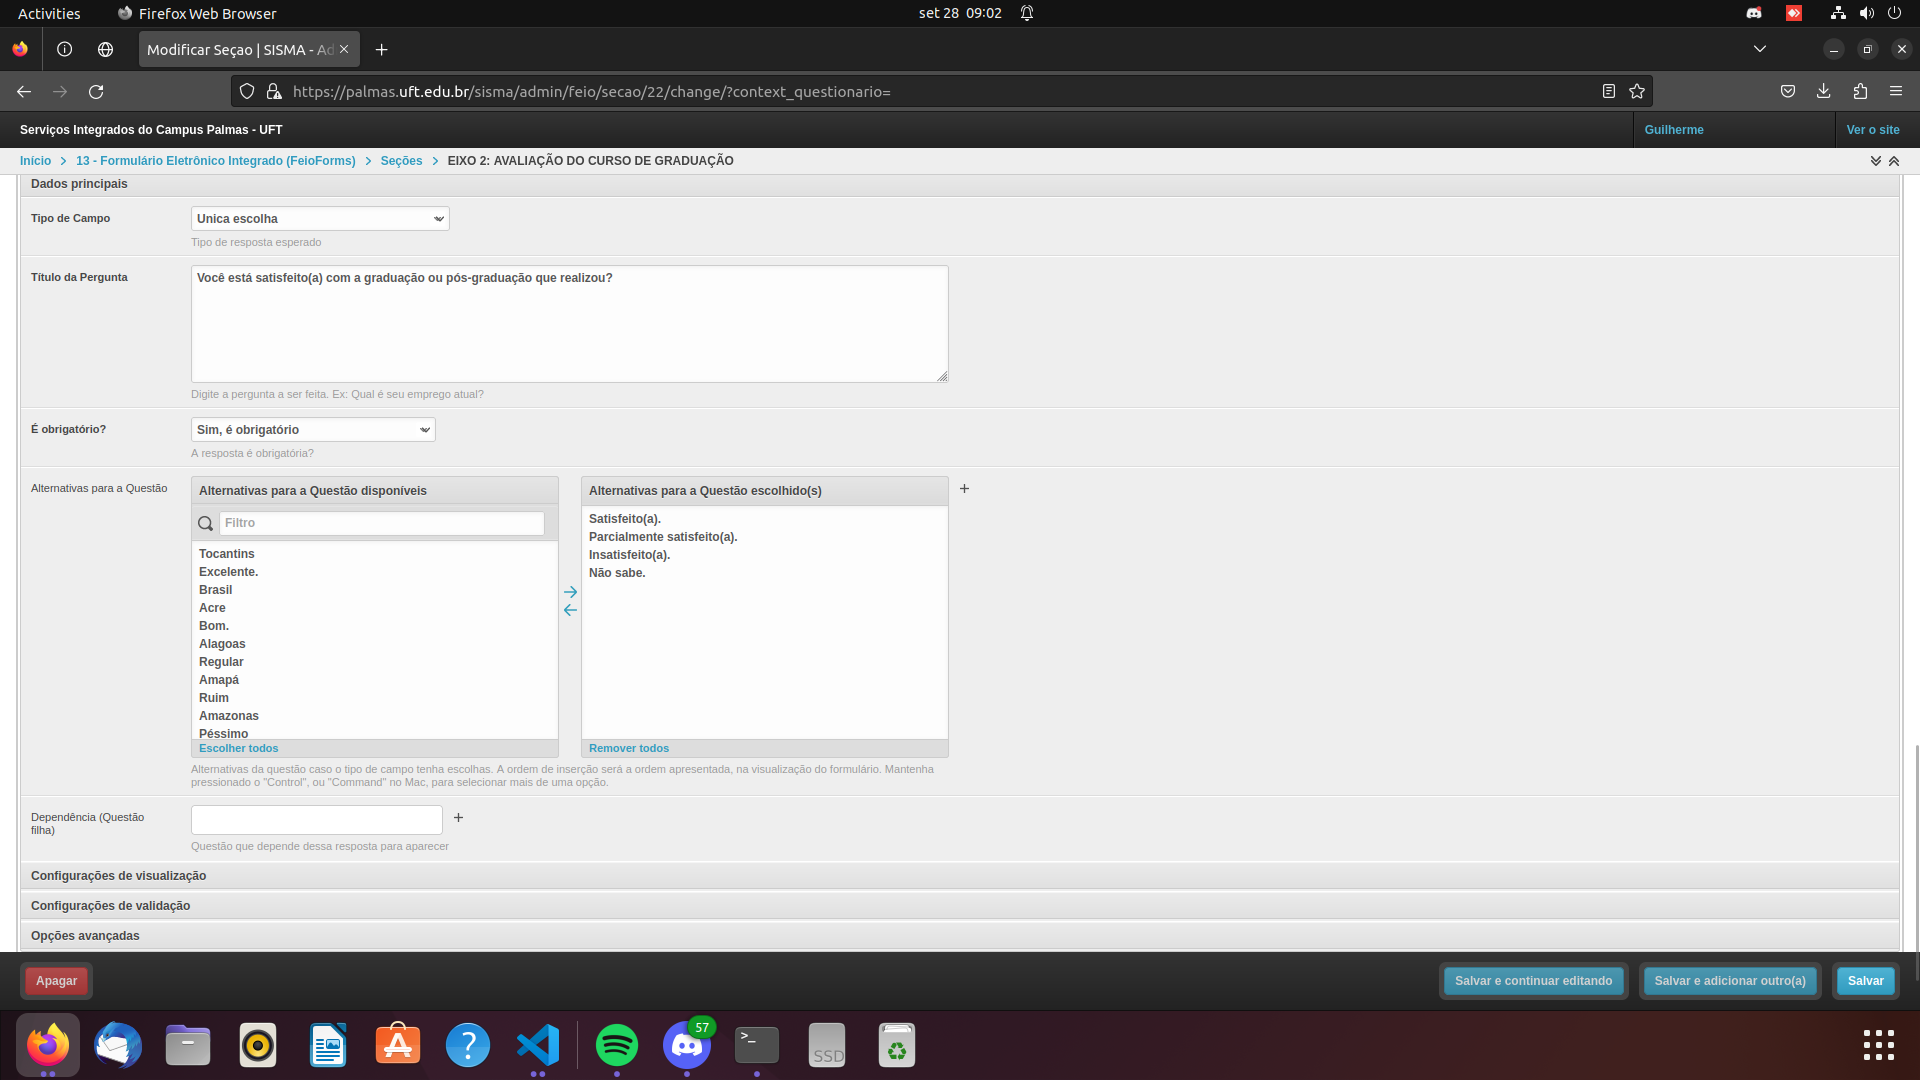 Activities
Firefox Web Browser
set 28 09:02
Modificar Seçao | SISMA - Ad
https://palmas.uft.edu.br/sisma/admin/feio/secao/22/change/?context_questionario=
Serviços Integrados do Campus Palmas - UFT
Guilherme
Ver o site
Início > 13 - Formulário Eletrônico Integrado (FeioForms) > Seções > EIXO 2: AVALIAÇÃO DO CURSO DE GRADUAÇÃO
Dados principais
Tipo de Campo
Unica escolha
Tipo de resposta esperado
Título da Pergunta
Você está satisfeito(a) com a graduação ou pós-graduação que realizou?
Digite a pergunta a ser feita. Ex: Qual é seu emprego atual?
É obrigatório?
Sim, é obrigatório
A resposta é obrigatória?
Alternativas para a Questão
Alternativas para a Questão disponíveis
Filtro
Tocantins
Excelente.
Brasil
Acre
Bom.
Alagoas
Regular
Amapá
Ruim
Amazonas
Péssimo
Escolher todos
Alternativas para a Questão escolhido(s)
Satisfeito(a).
Parcialmente satisfeito(a).
Insatisfeito(a).
Não sabe.
Remover todos
Alternativas da questão caso o tipo de campo tenha escolhas. A ordem de inserção será a ordem apresentada, na visualização do formulário. Mantenha
pressionado o "Control", ou "Command" no Mac, para selecionar mais de uma opção.
Dependência (Questão
filha)
Questão que depende dessa resposta para aparecer
Configurações de visualização
Configurações de validação
Opções avançadas
Apagar
Salvar e continuar editando
Salvar e adicionar outro(a)
Salvar
57
SSD